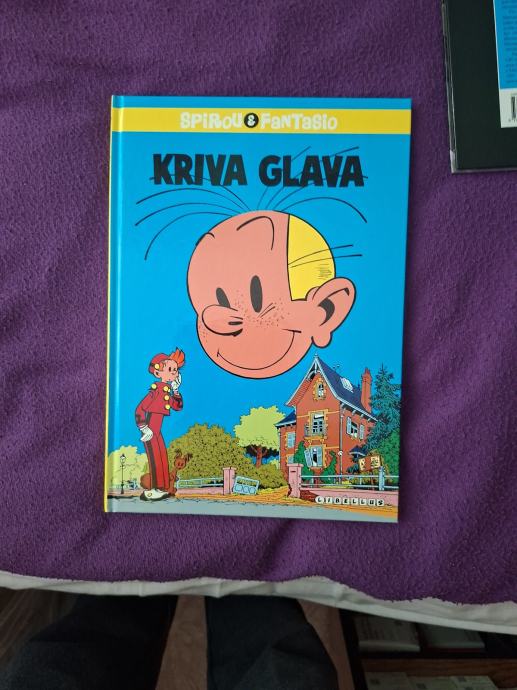 SPIROU & FANTASIO
KRIVA GLAVA
LIBELLUS